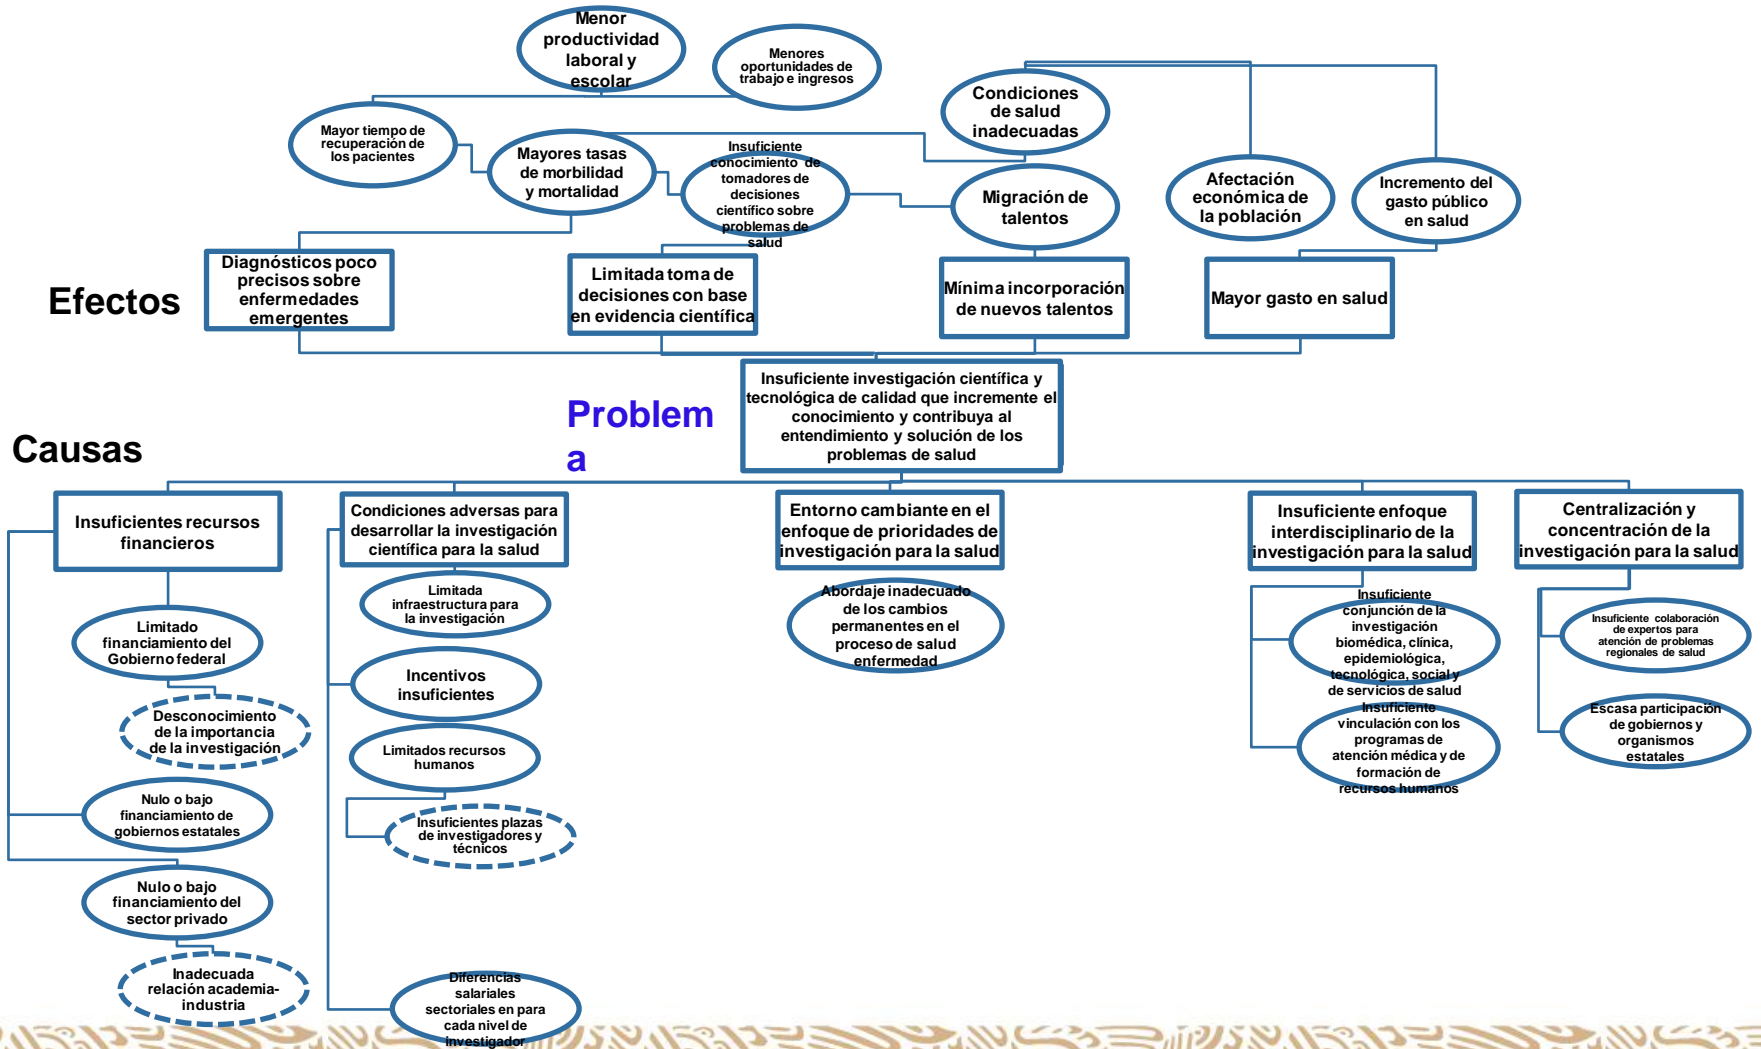 Menor
productividad
laboral y
escolar
Menores
oportunidades de
trabajo e ingresos
Condiciones
de salud
inadecuadas
Mayor tiempo de
recuperación de
los pacientes
Mayores tasas
de morbilidad
y mortalidad
Insuficiente
conocimiento de
tomadores de
decisiones
científico sobre
problemas de
salud
Migración de
talentos
Afectación
económica de
la población
Incremento del
gasto público
en salud
Efectos
Diagnósticos poco
precisos sobre
enfermedades
emergentes
Limitada toma de
decisiones con base
en evidencia científica
Mínima incorporación
de nuevos talentos
Mayor gasto en salud
Problem
a
Insuficiente investigación científica y
tecnológica de calidad que incremente el
conocimiento y contribuya al
entendimiento y solución de los
problemas de salud
Causas
Insuficientes recursos
financieros
Condiciones adversas para
desarrollar la investigación
científica para la salud
Entorno cambiante en el
enfoque de prioridades de
investigación para la salud
Insuficiente enfoque
interdisciplinario de la
investigación para la salud
Centralización y
concentración de la
investigación para la salud
Limitado
financiamiento del
Gobierno federal
Desconocimiento
de la importancia
de la investigación
Nulo o bajo
financiamiento de
gobiernos estatales
Nulo o bajo
financiamiento del
sector privado
Inadecuada
relación academia-
industria
Limitada
infraestructura para
la investigación
Incentivos
insuficientes
Limitados recursos
humanos
Insuficientes plazas
de investigadores y
técnicos
Diferencias
salariales
sectoriales en para
cada nivel de
investigador
Abordaje inadecuado
de los cambios
permanentes en el
proceso de salud
enfermedad
Insuficiente
conjunción de la
investigación
biomédica, clínica,
epidemiológica,
tecnológica, social y
de servicios de salud
Insuficiente
vinculación con los
programas de
atención médica y de
formación de
recursos humanos
Insuficiente colaboración
de expertos para
atención de problemas
regionales de salud
Escasa participación
de gobiernos y
organismos
estatales